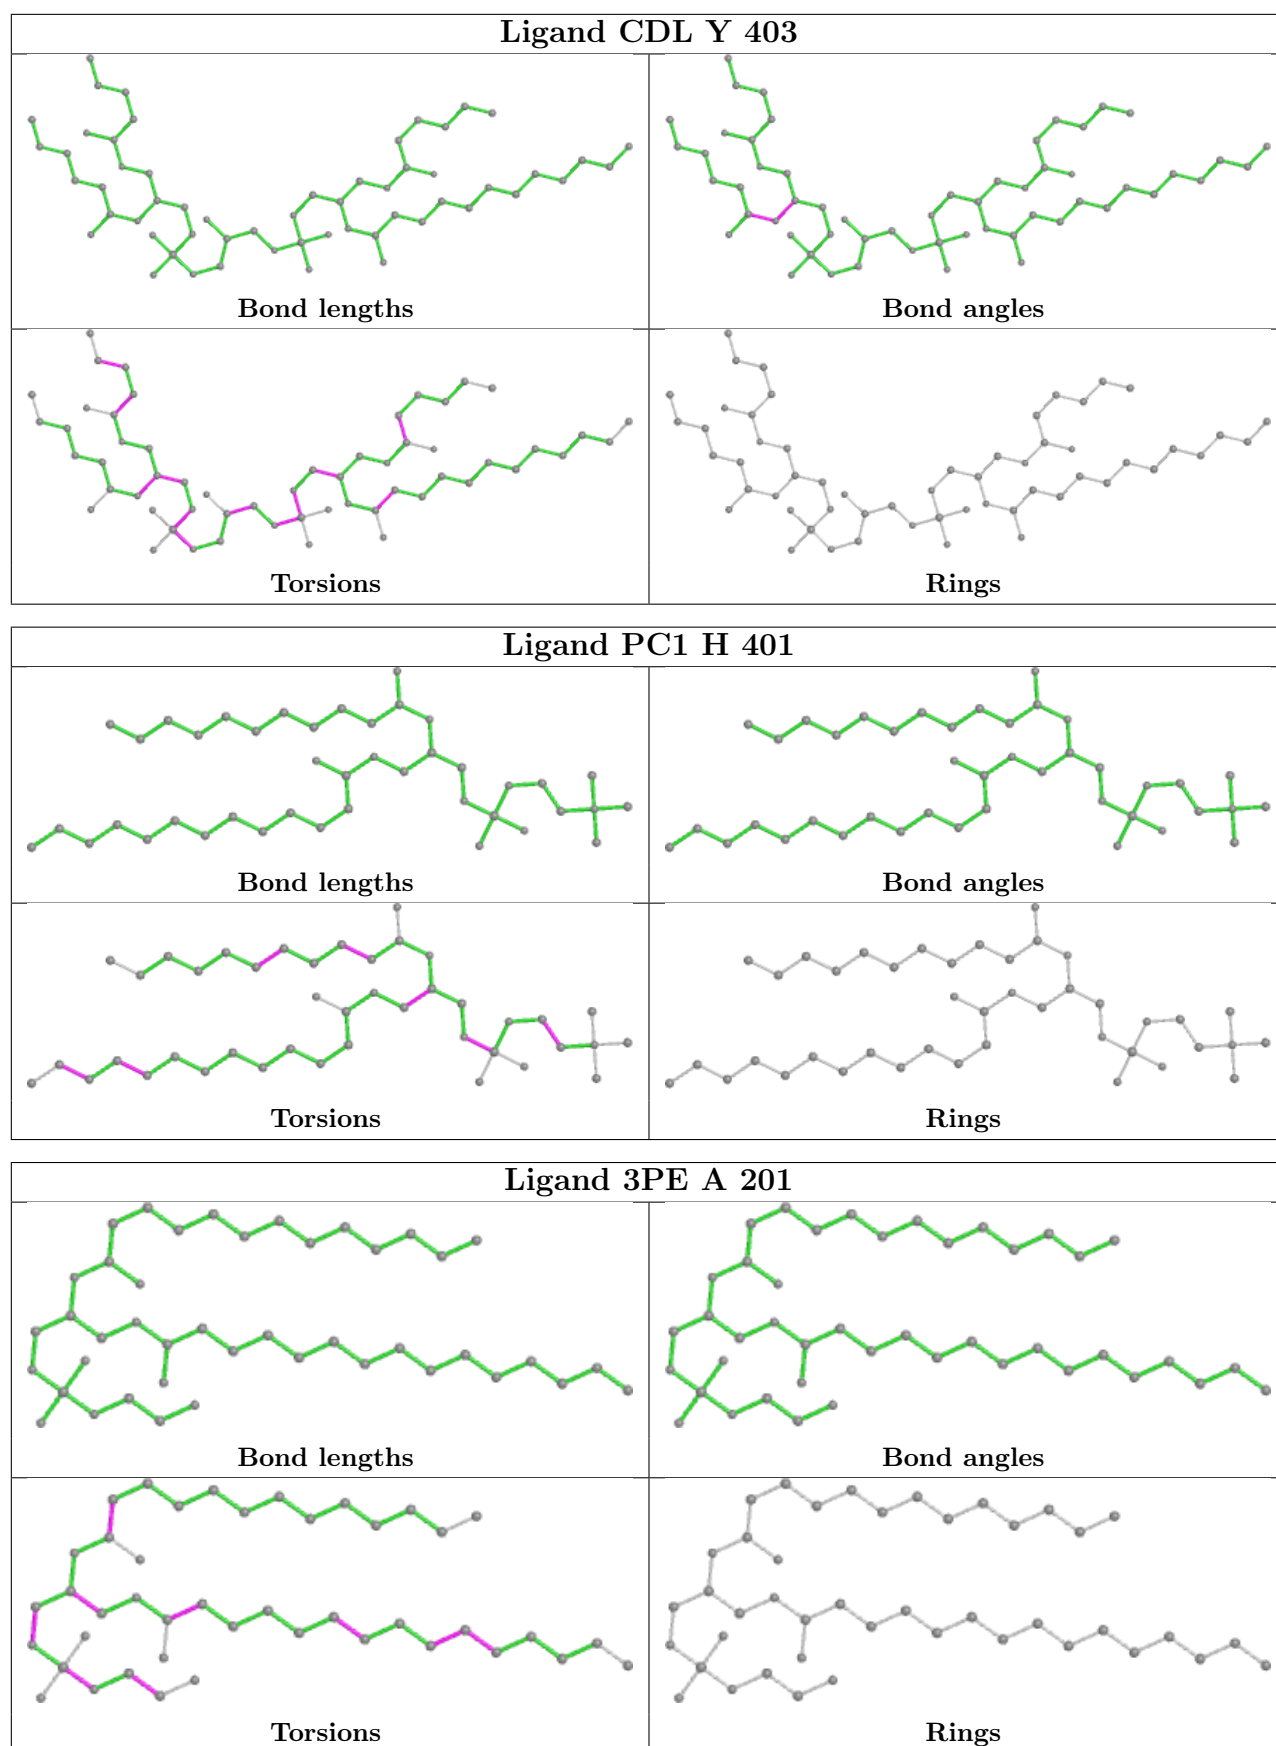 Ligand CDL Y 403
Bond lengths
Bond angles
Torsions
Rings
Ligand PC1 H 401
Bond lengths
Bond angles
Torsions
Rings
Ligand 3PE A 201
Bond lengths
Bond angles
Torsions
Rings